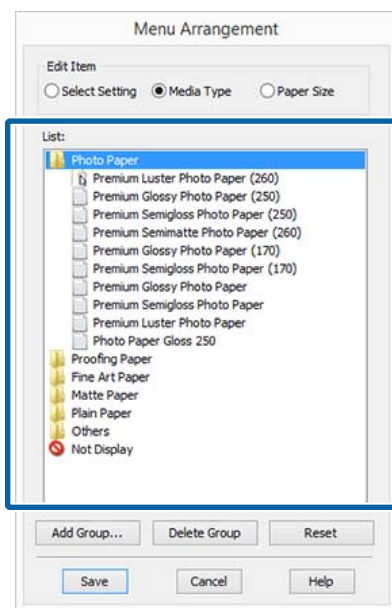 Menu Arrangement
Edit Item
Select Setting Media Type Paper Size
List:
Photo Paper
Premium Luster Photo Paper (260)
Premium Glossy Photo Paper (250)
Premium Semigloss Photo Paper (250)
Premium Semimatte Photo Paper (260)
Premium Glossy Photo Paper (170)
Premium Semigloss Photo Paper (170)
Premium Glossy Photo Paper
Premium Semigloss Photo Paper
Premium Luster Photo Paper
Photo Paper Gloss 250
Proofing Paper
Fine Art Paper
Matte Paper
Plain Paper
Others
Not Display
Add Group... Delete Group Reset
Save Cancel Help